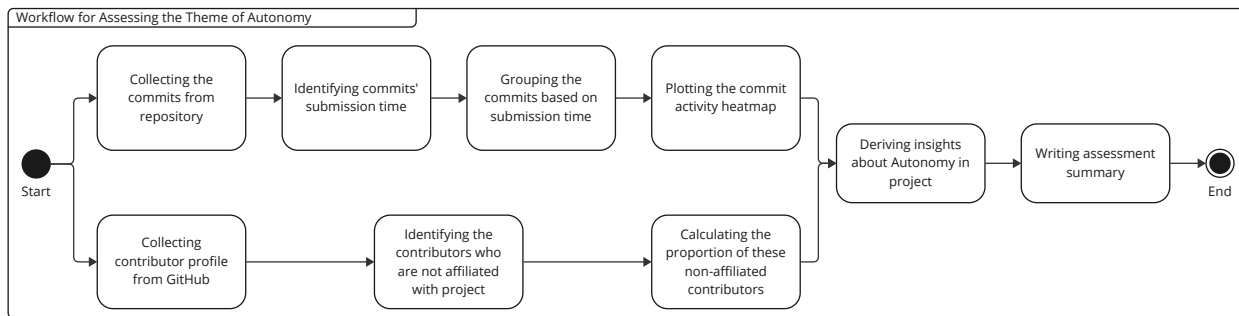 Workflow for Assessing the Theme of Autonomy
Start
Collecting the
commits from
repository
Identifying commits'
submission time
Grouping the
commits based on
submission time
Plotting the commit
activity heatmap
Collecting
contributor profile
from GitHub
Identifying the
contributors who
are not affiliated
with project
Calculating the
proportion of these
non-affiliated
contributors
Deriving insights
about Autonomy in
project
Writing assessment
summary
End